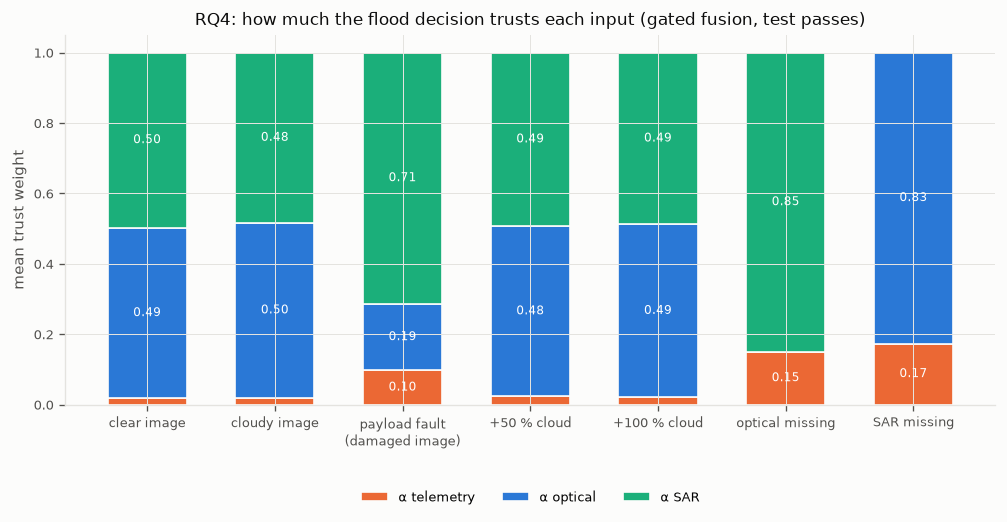 RQ4: how much the flood decision trusts each input (gated fusion, test passes)
mean trust weight
1.0
0.8
0.6
0.4
0.2
0.0
0.50
0.49
0.48
0.50
0.71
0.19
0.10
0.49
0.48
0.49
0.49
0.85
0.15
0.83
0.17
clear image
cloudy image
payload fault
(damaged image)
+50 % cloud
+100 % cloud
optical missing
SAR missing
α telemetry
α optical
α SAR